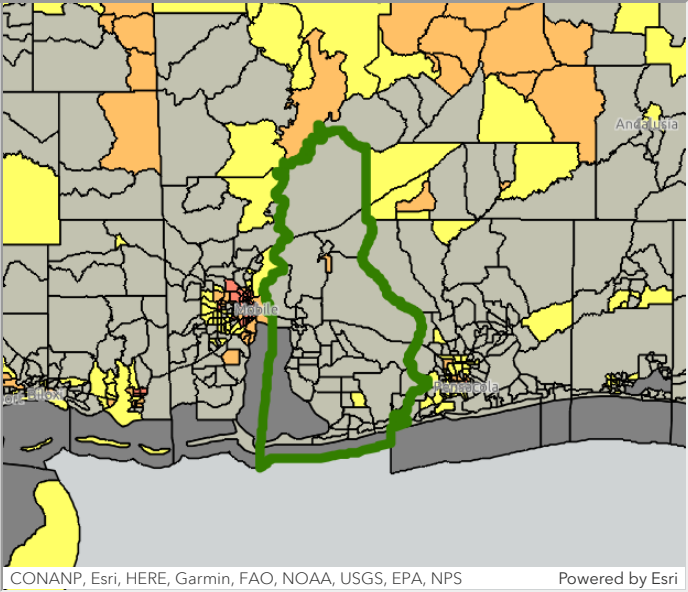 Andalusia
Mobile
Biloxi
Pensacola
CONANP, Esri, HERE, Garmin, FAO, NOAA, USGS, EPA, NPS
Powered by Esri